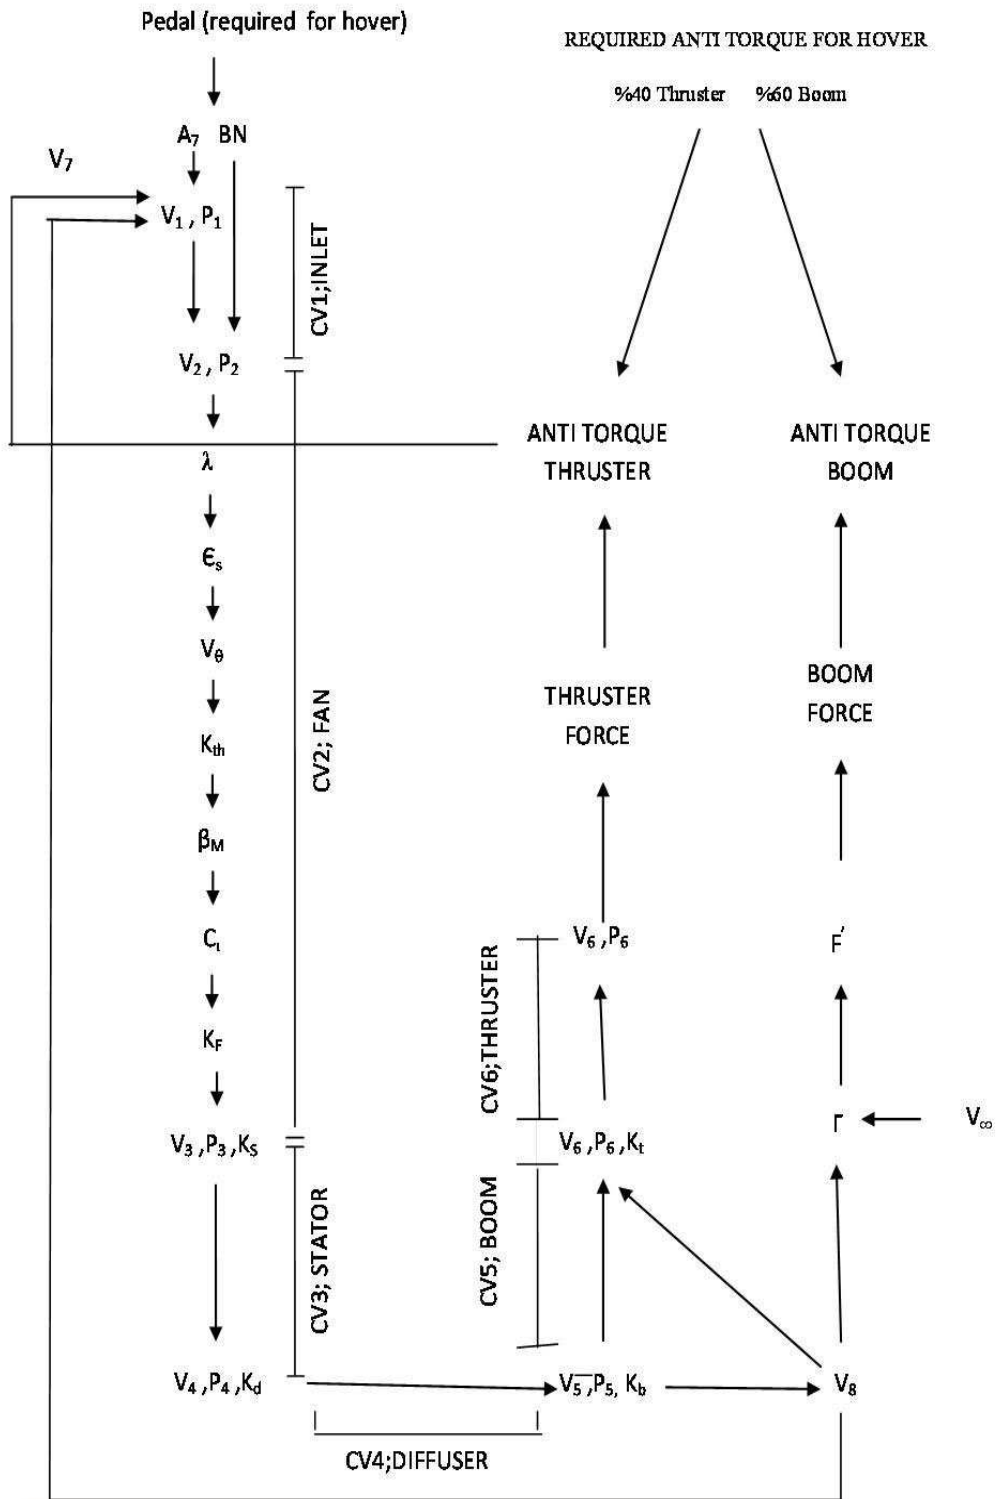 Pedal (required for hover)
REQUIRED ANTI TORQUE FOR HOVER
%40 Thruster %60 Boom
A₇ BN
V₇
V₁ , P₁
CV1;INLET
V₂ , P₂
ANTI TORQUE
THRUSTER
ANTI TORQUE
BOOM
λ
Є_s
V_θ
K_th
β_M
C_ι
K_F
CV2; FAN
THRUSTER
FORCE
BOOM
FORCE
V₆ ,P₆
F'
CV6;THRUSTER
V₃ ,P₃ ,K_S
V₆ ,P₆ ,K_t
Γ
V_∞
CV3; STATOR
CV5; BOOM
V₄ ,P₄ ,K_d
V₅ ,P₅, K_b
V₈
CV4;DIFFUSER